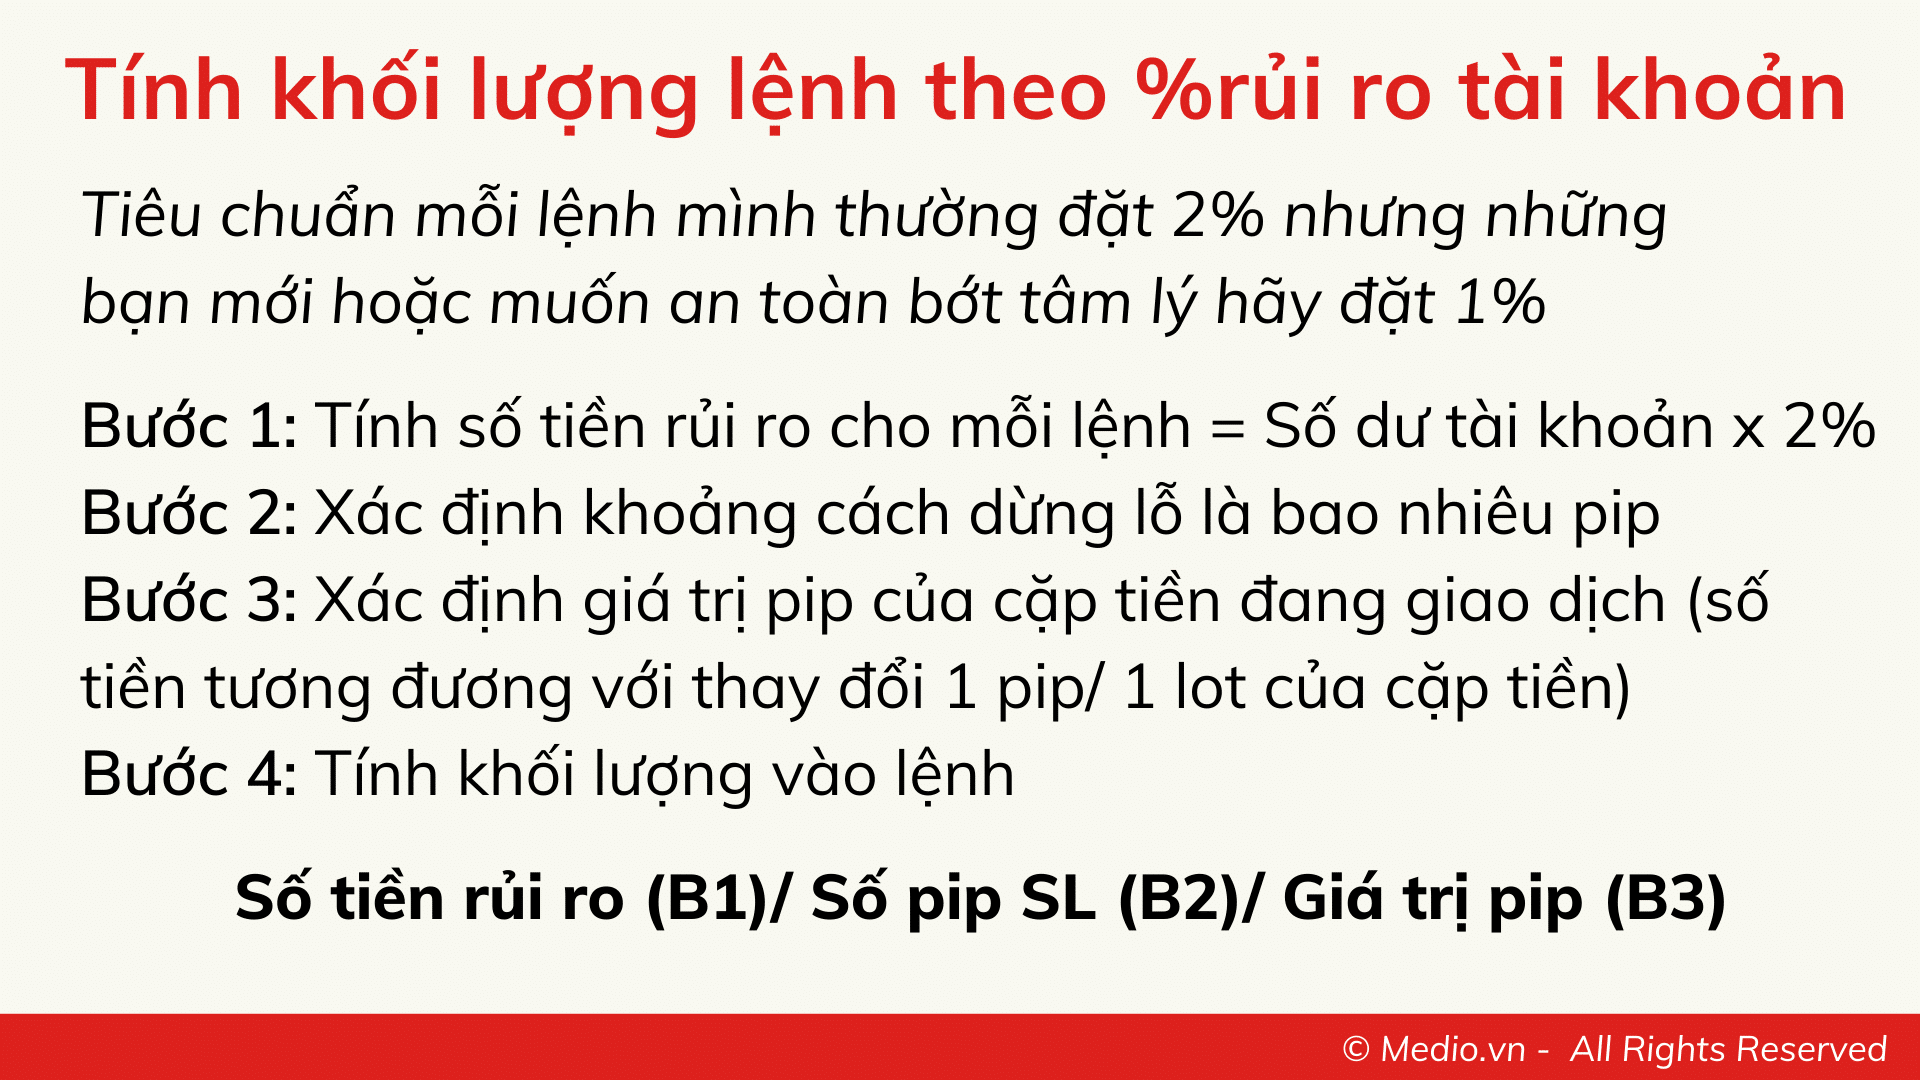 Tính khối lượng lệnh theo %rủi ro tài khoản
Tiêu chuẩn mỗi lệnh mình thường đặt 2% nhưng những
bạn mới hoặc muốn an toàn bớt tâm lý hãy đặt 1%
Bước 1: Tính số tiền rủi ro cho mỗi lệnh = Số dư tài khoản x 2%
Bước 2: Xác định khoảng cách dừng lỗ là bao nhiêu pip
Bước 3: Xác định giá trị pip của cặp tiền đang giao dịch (số
tiền tương đương với thay đổi 1 pip/ 1 lot của cặp tiền)
Bước 4: Tính khối lượng vào lệnh
Số tiền rủi ro (B1)/ Số pip SL (B2)/ Giá trị pip (B3)
© Medio.vn - All Rights Reserved